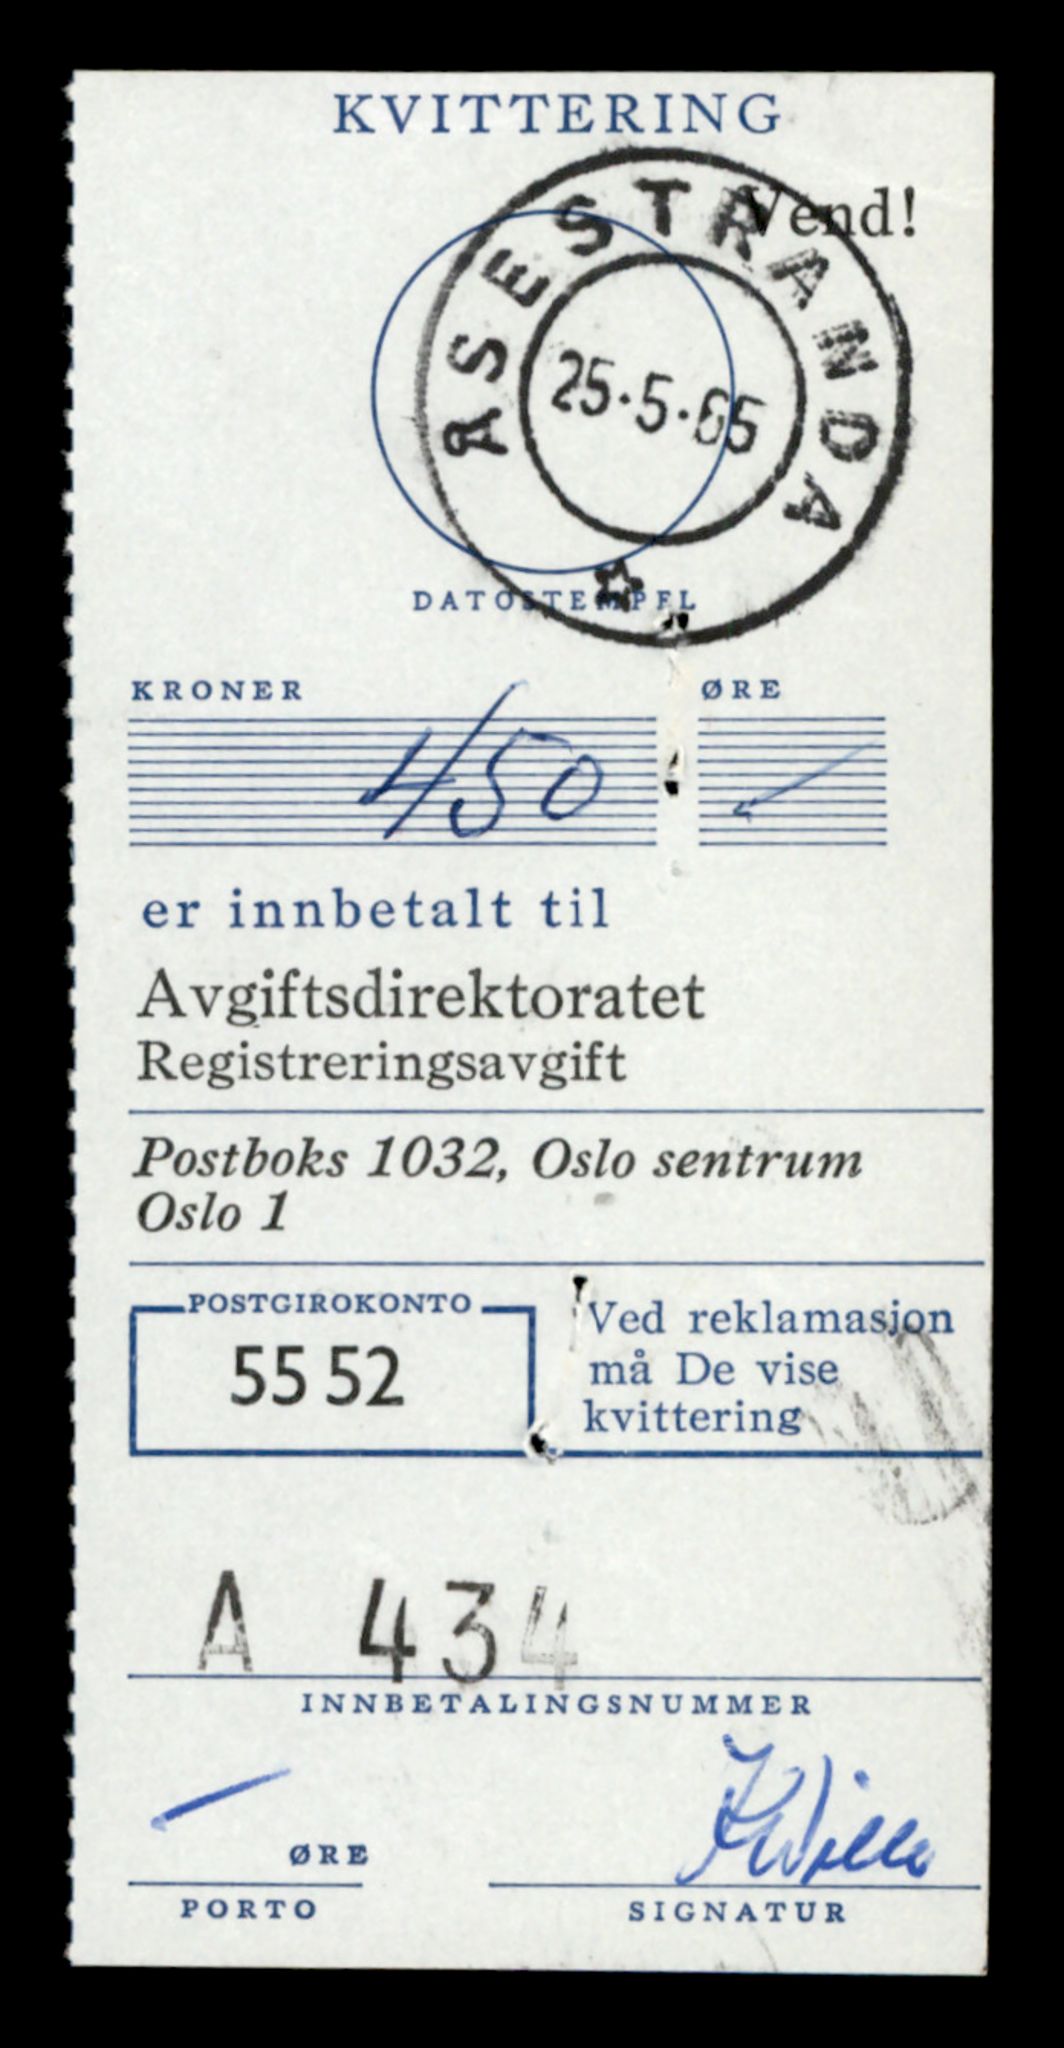 KVITTERING
Vend!
ÅSESTRANDA
25.5.65
DATOSTEMPEL
KRONER ØRE
450 —
er innbetalt til
Avgiftsdirektoratet
Registreringsavgift
Postboks 1032, Oslo sentrum
Oslo 1
POSTGIROKONTO
55 52
Ved reklamasjon
må De vise
kvittering
A 434
INNBETALINGSNUMMER
— ØRE
PORTO
SIGNATUR